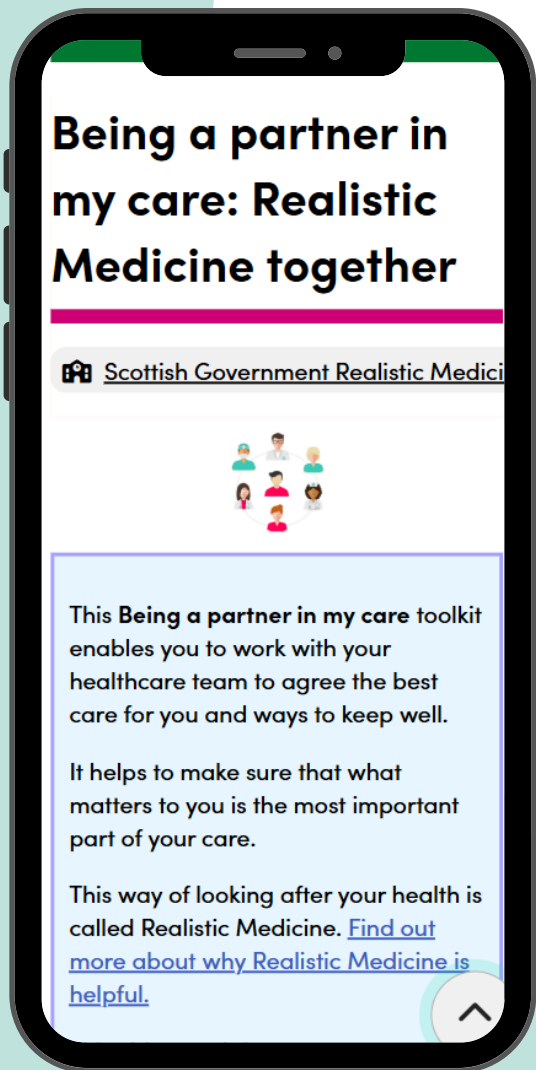 Being a partner in
my care: Realistic
Medicine together
Scottish Government Realistic Medici
This Being a partner in my care toolkit
enables you to work with your
healthcare team to agree the best
care for you and ways to keep well.
It helps to make sure that what
matters to you is the most important
part of your care.
This way of looking after your health is
called Realistic Medicine. Find out
more about why Realistic Medicine is
helpful.